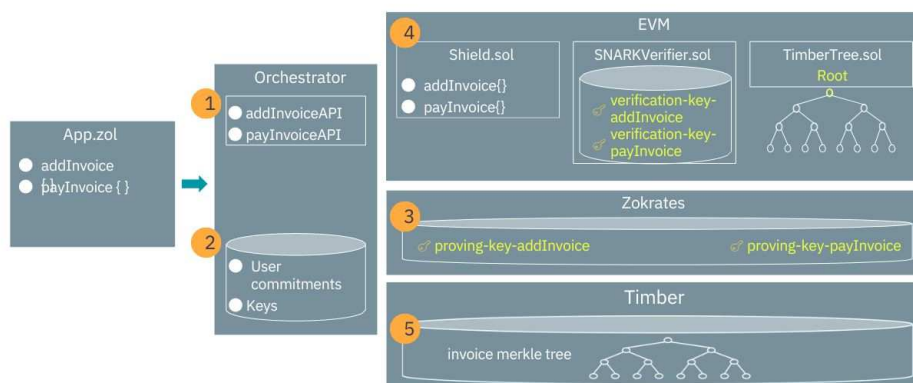 App.zol
addInvoice
{ }
payInvoice { }
Orchestrator
1
addInvoiceAPI
payInvoiceAPI
2
User
commitments
Keys
EVM
4
Shield.sol
addInvoice{}
payInvoice{}
SNARKVerifier.sol
verification-key-
addInvoice
verification-key-
payInvoice
TimberTree.sol
Root
Zokrates
3
proving-key-addInvoice
proving-key-payInvoice
Timber
5
invoice merkle tree